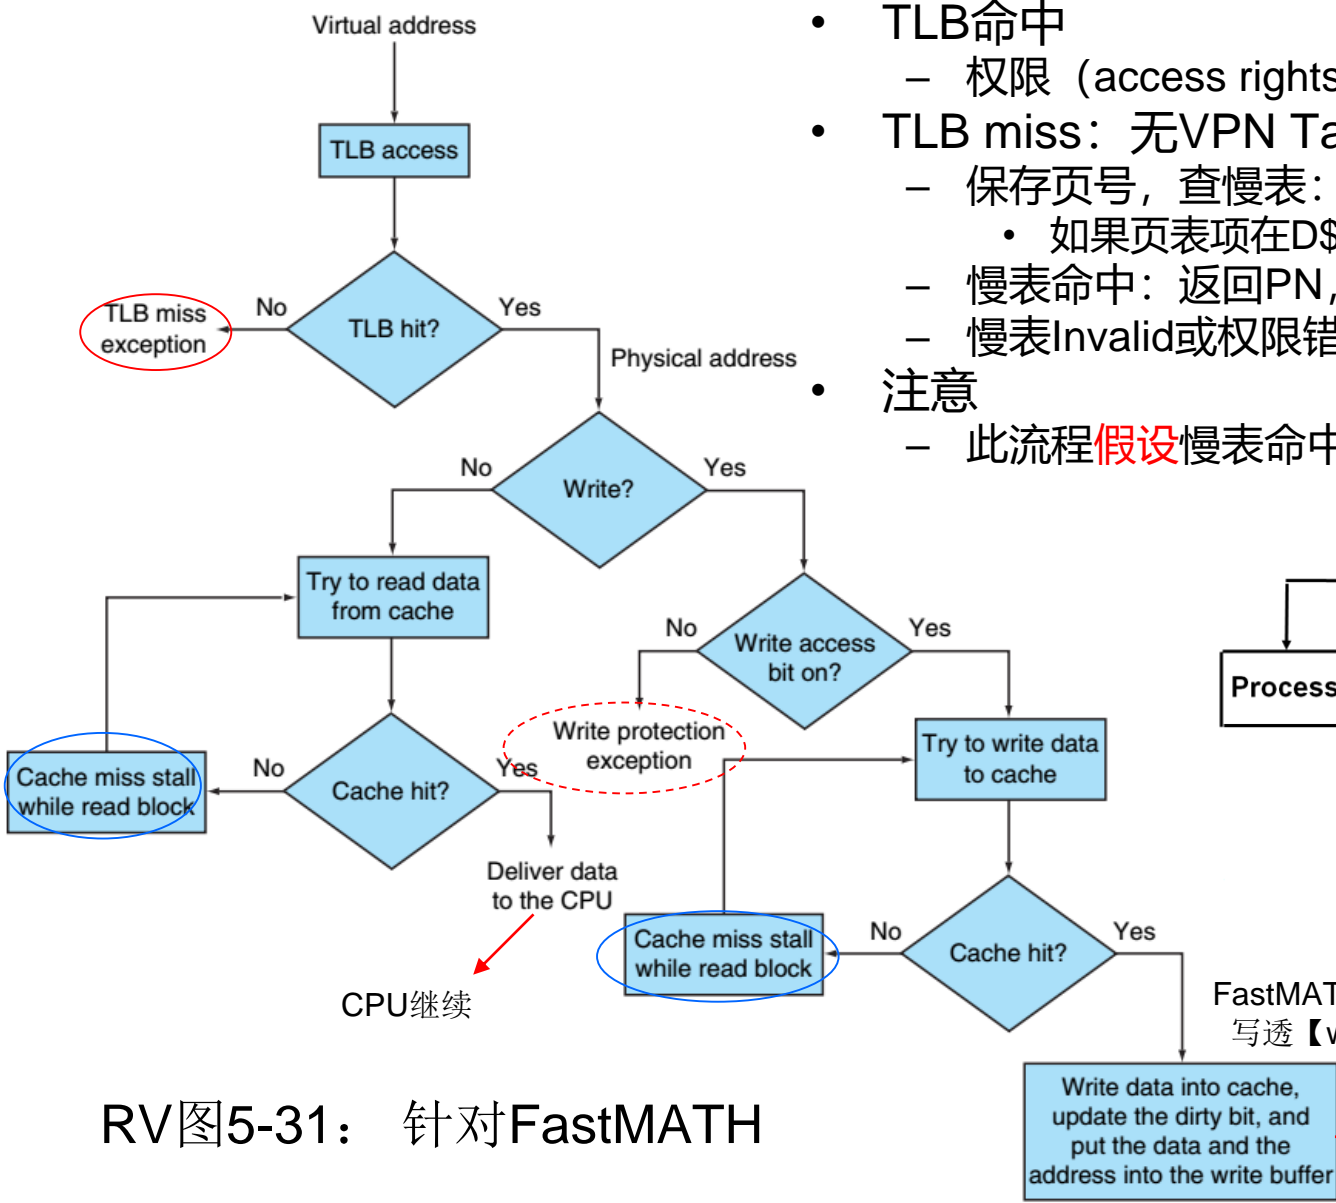 Virtual address
TLB access
TLB hit?
No
Yes
TLB miss
exception
Physical address
Write?
No
Yes
Try to read data
from cache
Write access
bit on?
No
Yes
Write protection
exception
Try to write data
to cache
Cache hit?
No
Yes
Cache miss stall
while read block
Deliver data
to the CPU
CPU继续
Cache hit?
No
Yes
Cache miss stall
while read block
Write data into cache,
update the dirty bit, and
put the data and the
address into the write buffer
• TLB命中
– 权限（access rights
• TLB miss：无VPN Ta
– 保存页号，查慢表：
• 如果页表项在D$
– 慢表命中：返回PN,
– 慢表Invalid或权限错
• 注意
– 此流程假设慢表命中
Process
FastMAT
写透【w
RV图5-31： 针对FastMATH